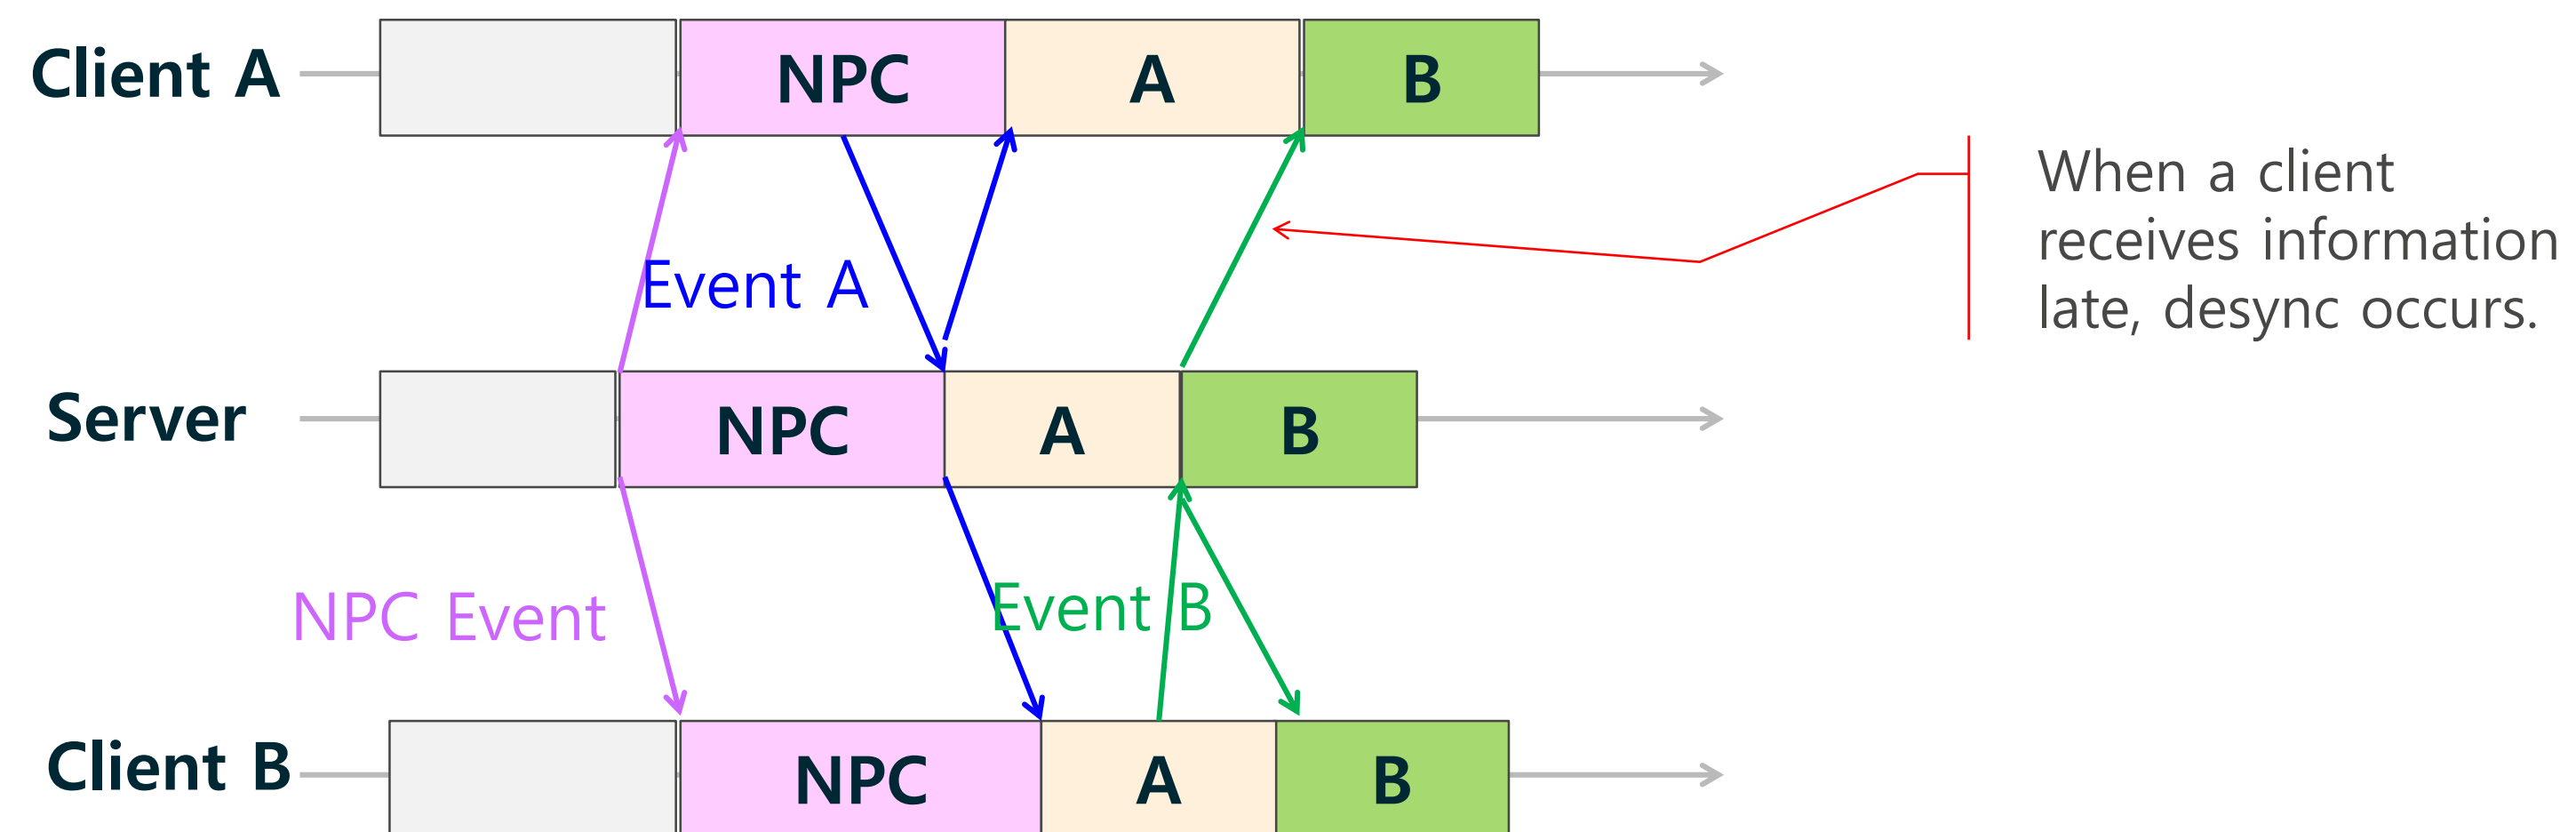 Client A
NPC
A
B
When a client
receives information
late, desync occurs.
Event A
Server
NPC
A
B
NPC Event
Event B
Client B
NPC
A
B